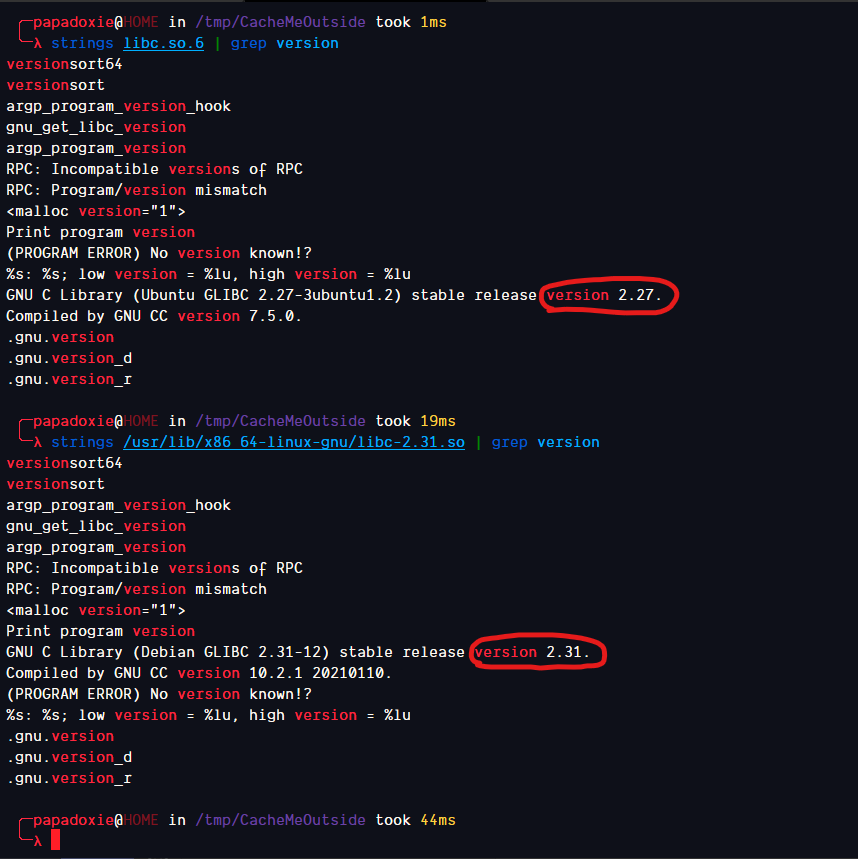 papadoxie@HOME in /tmp/CacheMeOutside took 1ms
λ strings libc.so.6 | grep version
versionsort64
versionsort
argp_program_version_hook
gnu_get_libc_version
argp_program_version
RPC: Incompatible versions of RPC
RPC: Program/version mismatch
<malloc version="1">
Print program version
(PROGRAM ERROR) No version known!?
%s: %s; low version = %lu, high version = %lu
GNU C Library (Ubuntu GLIBC 2.27-3ubuntu1.2) stable release version 2.27.
Compiled by GNU CC version 7.5.0.
.gnu.version
.gnu.version_d
.gnu.version_r
papadoxie@HOME in /tmp/CacheMeOutside took 19ms
λ strings /usr/lib/x86_64-linux-gnu/libc-2.31.so | grep version
versionsort64
versionsort
argp_program_version_hook
gnu_get_libc_version
argp_program_version
RPC: Incompatible versions of RPC
RPC: Program/version mismatch
<malloc version="1">
Print program version
GNU C Library (Debian GLIBC 2.31-12) stable release version 2.31.
Compiled by GNU CC version 10.2.1 20210110.
(PROGRAM ERROR) No version known!?
%s: %s; low version = %lu, high version = %lu
.gnu.version
.gnu.version_d
.gnu.version_r
papadoxie@HOME in /tmp/CacheMeOutside took 44ms
λ